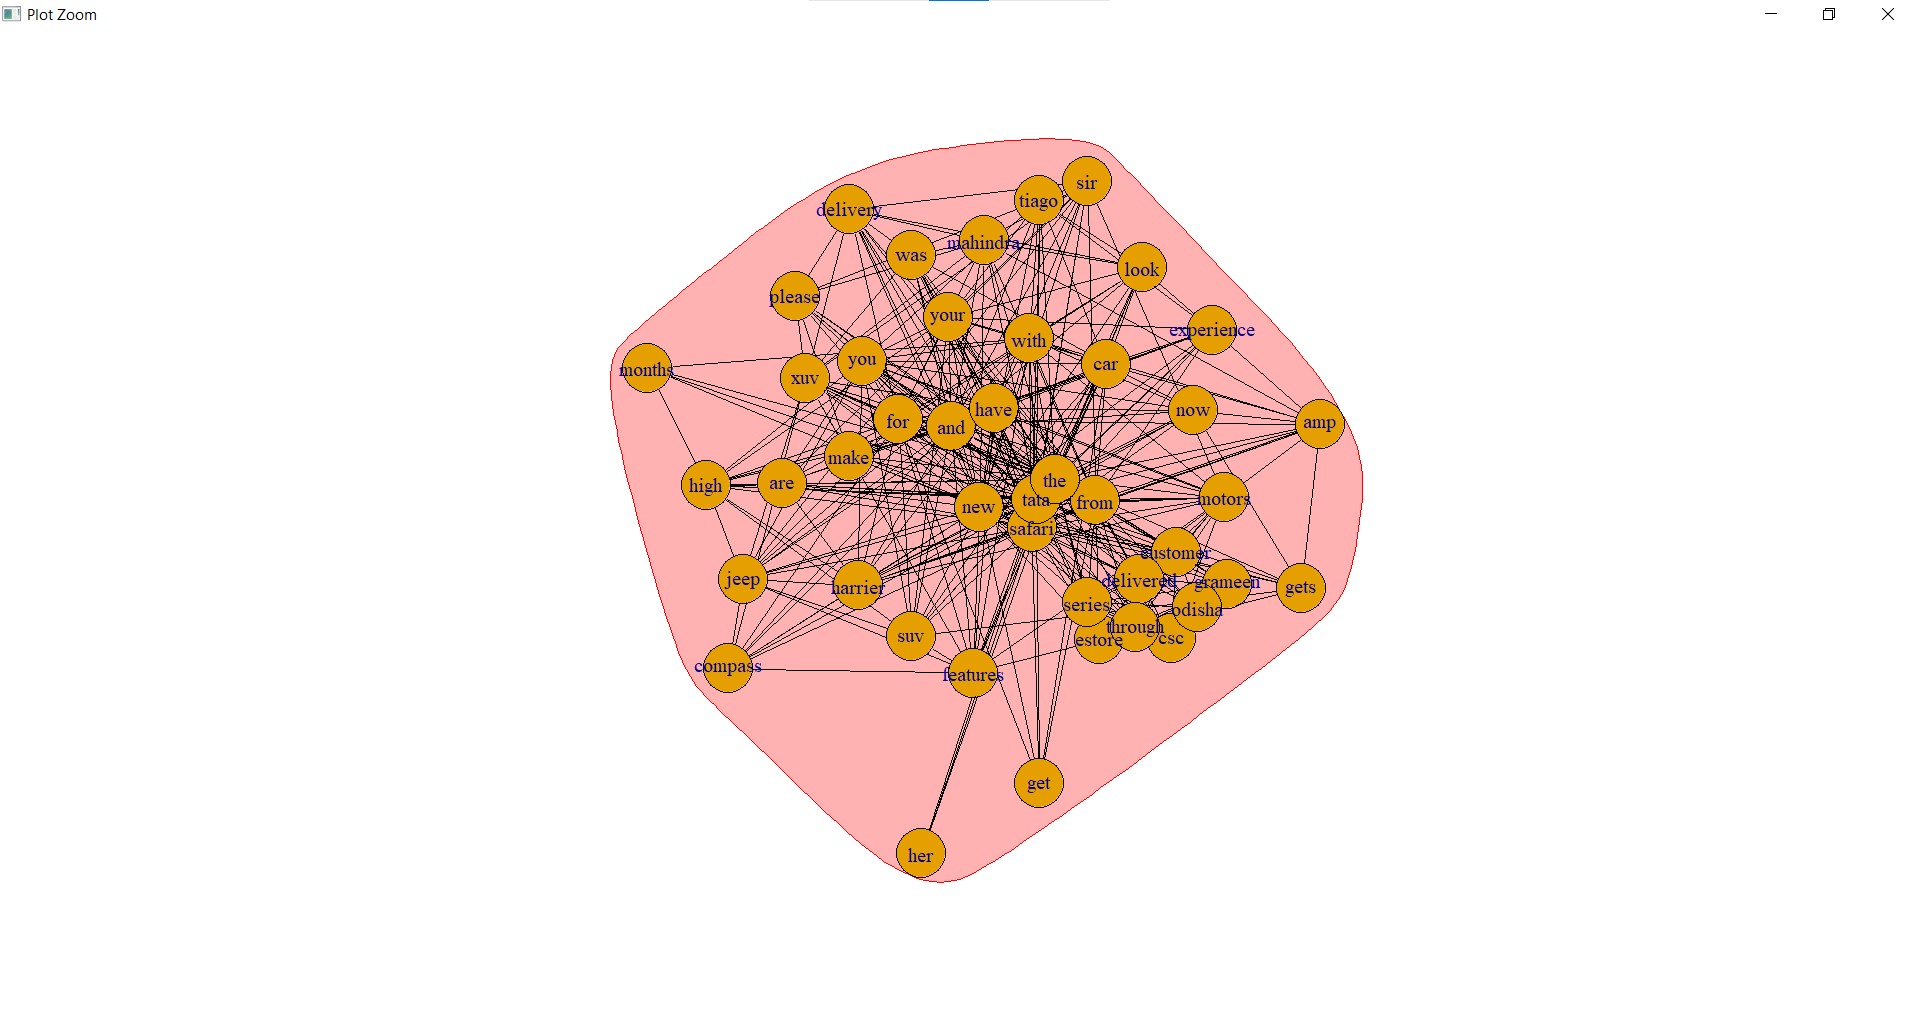 Plot Zoom
sir
tiago
delivery
mahindra
was
look
please
your
experience
with
you
car
months
xuv
have
now
for
and
amp
make
the
high
are
tata
from
motors
new
safari
customer
jeep
harrier
delivered
grameen
gets
series
odisha
through
suv
estore
csc
compass
features
get
her